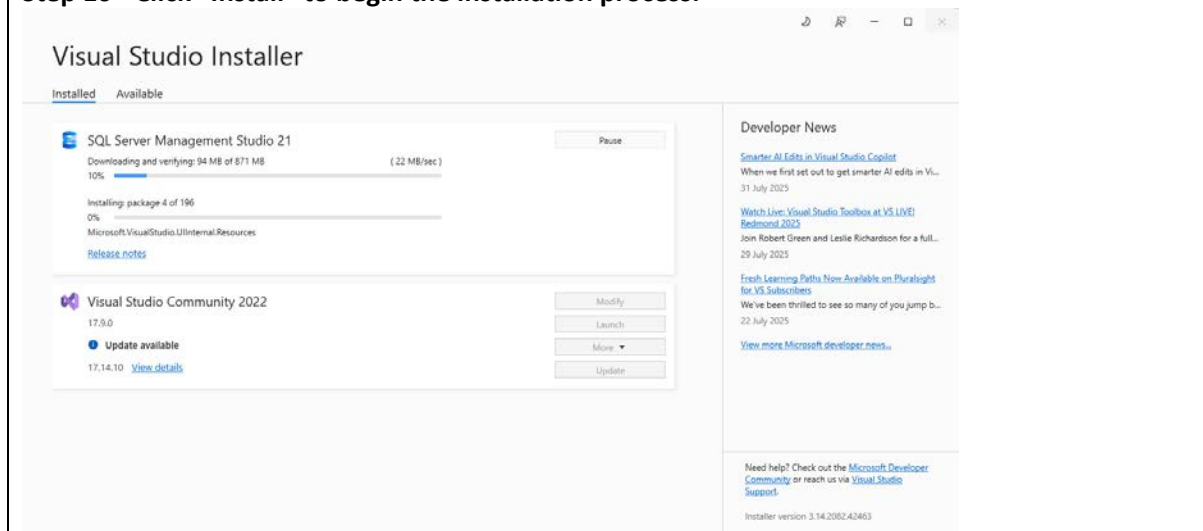 Step 10 - Click "Install" to begin the installation process.
Visual Studio Installer
Installed Available
SQL Server Management Studio 21
Pause
Downloading and verifying: 94 MB of 871 MB ( 22 MB/sec )
10%
Installing: package 4 of 196
0%
Microsoft.VisualStudio.UIInternal.Resources
Release notes
Visual Studio Community 2022
Modify
17.9.0
Launch
Update available
More
17.14.10 View details
Update
Developer News
Smarter AI Edits in Visual Studio Copilot
When we first set out to get smarter AI edits in Vi...
31 July 2025
Watch Live: Visual Studio Toolbox at VS LIVE!
Redmond 2025
Join Robert Green and Leslie Richardson for a full...
29 July 2025
Fresh Learning Paths Now Available on Pluralsight
for VS Subscribers
We've been thrilled to see so many of you jump b...
22 July 2025
View more Microsoft developer news...
Need help? Check out the Microsoft Developer
Community or reach us via Visual Studio
Support.
Installer version 3.14.2082.42463